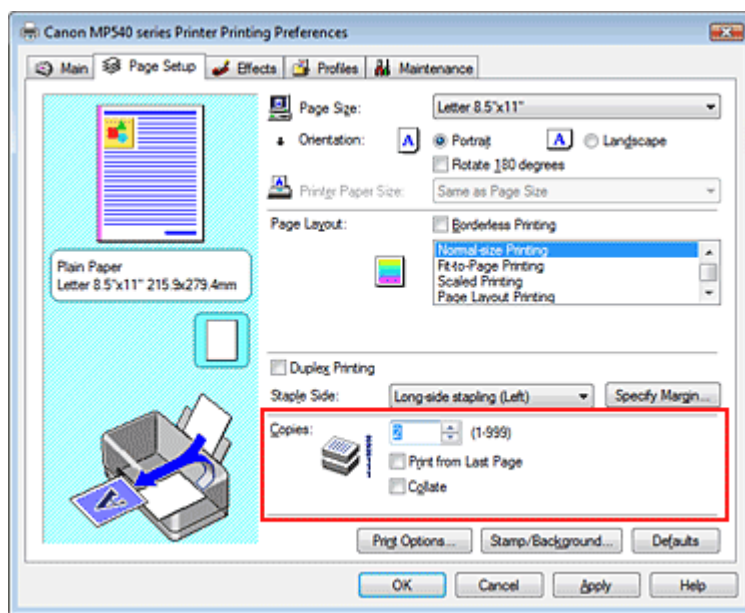 Canon MP540 series Printer Printing Preferences
Main Page Setup Effects Profiles Maintenance
Page Size: Letter 8.5"x11"
Orientation: A Portrait A Landscape
Rotate 180 degrees
Printer Paper Size: Same as Page Size
Page Layout: Borderless Printing
Normal-size Printing
Fit-to-Page Printing
Scaled Printing
Page Layout Printing
Plain Paper
Letter 8.5"x11" 215.9x279.4mm
Duplex Printing
Staple Side: Long-side stapling (Left) Specify Margin...
Copies: 2 (1-999)
Print from Last Page
Collate
Print Options... Stamp/Background... Defaults
OK Cancel Apply Help